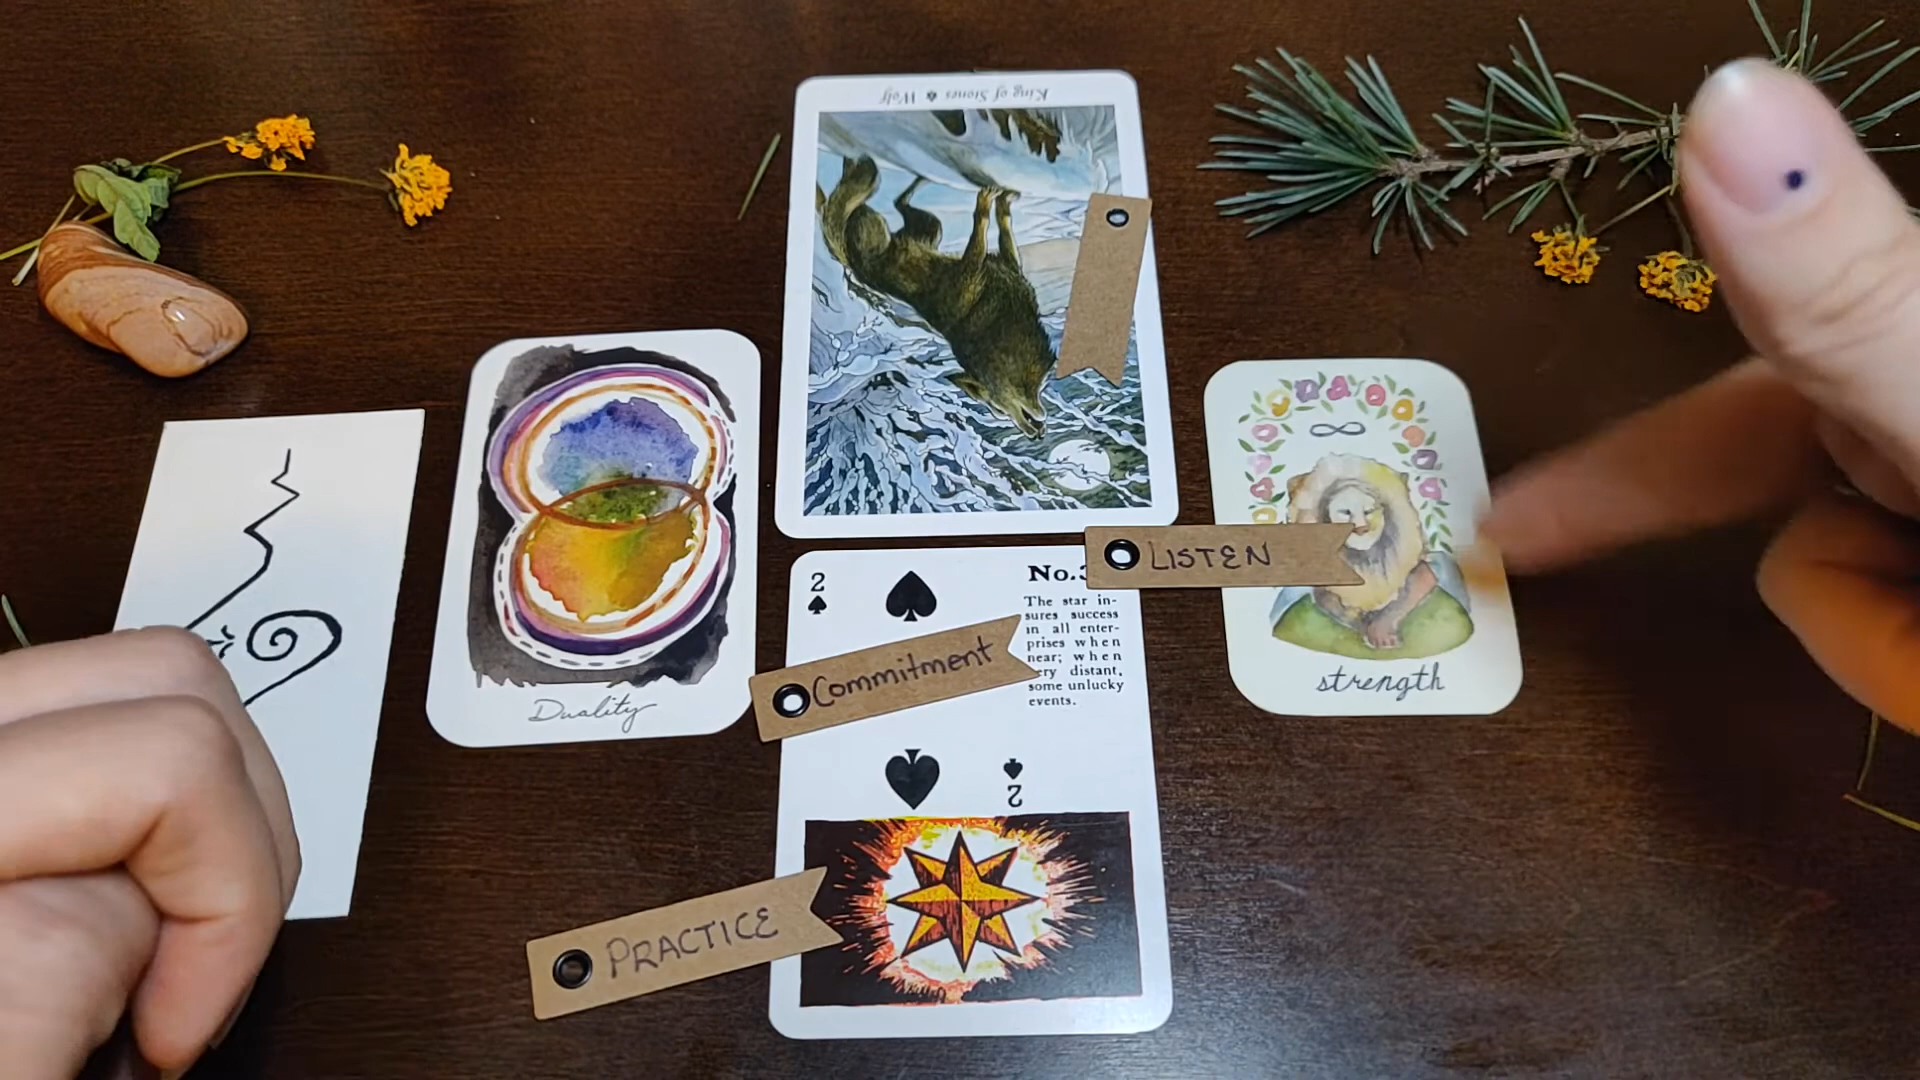 King of Stones ♠ Wolf
Duality
2
No.
The star in-
sures success
in all enter-
prises when
near; when
very distant,
some unlucky
events.
LISTEN
Commitment
strength
2
PRACTICE